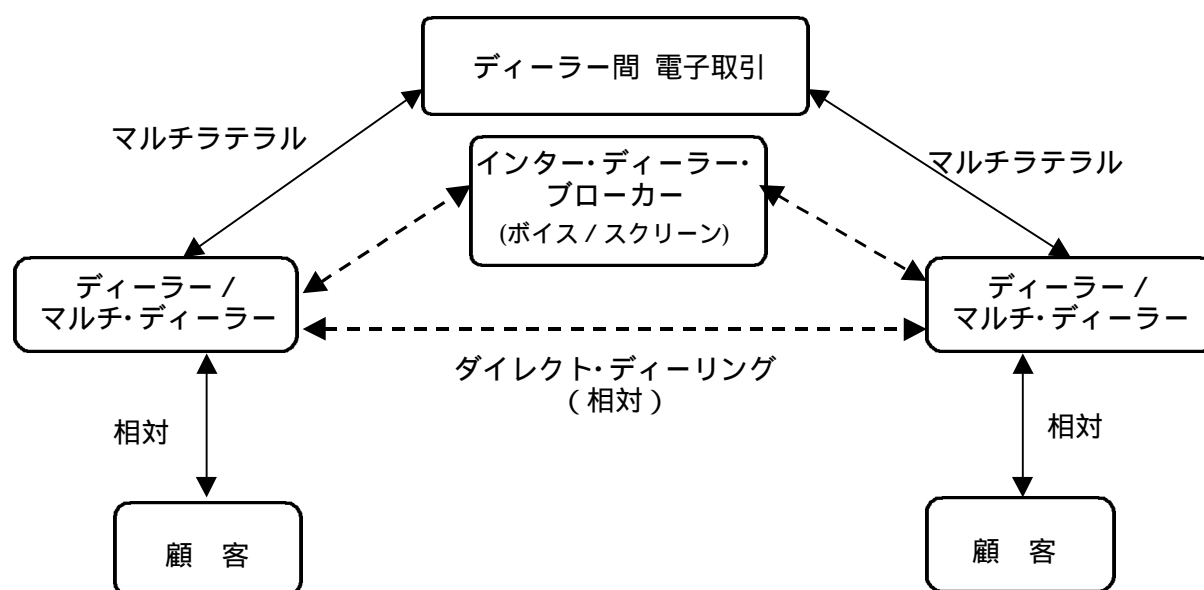 ディーラー間 電子取引
マルチラテラル
マルチラテラル
インター・ディーラー・
ブローカー
(ボイス / スクリーン)
ディーラー /
マルチ・ディーラー
ディーラー /
マルチ・ディーラー
ダイレクト・ディーリング
( 相対 )
相対
相対
顧 客
顧 客